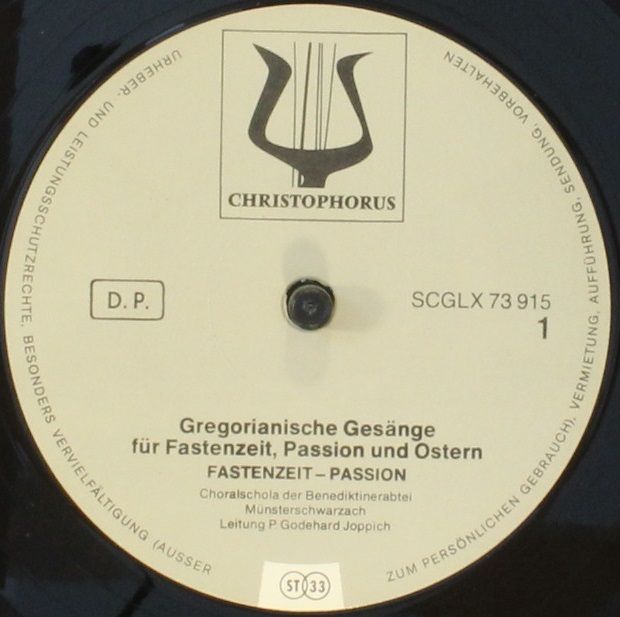 CHRISTOPHORUS
D. P.
SCGLX 73 915
1
Gregorianische Gesänge
für Fastenzeit, Passion und Ostern
FASTENZEIT – PASSION
Choralschola der Benediktinerabtei
Münsterschwarzach
Leitung P. Godehard Joppich
ST 33
URHEBER- UND LEISTUNGSSCHUTZRECHTE, BESONDERS VERVIELFÄLTIGUNG (AUSSER
ZUM PERSÖNLICHEN GEBRAUCH), VERMIETUNG, AUFFÜHRUNG, SENDUNG, VORBEHALTEN